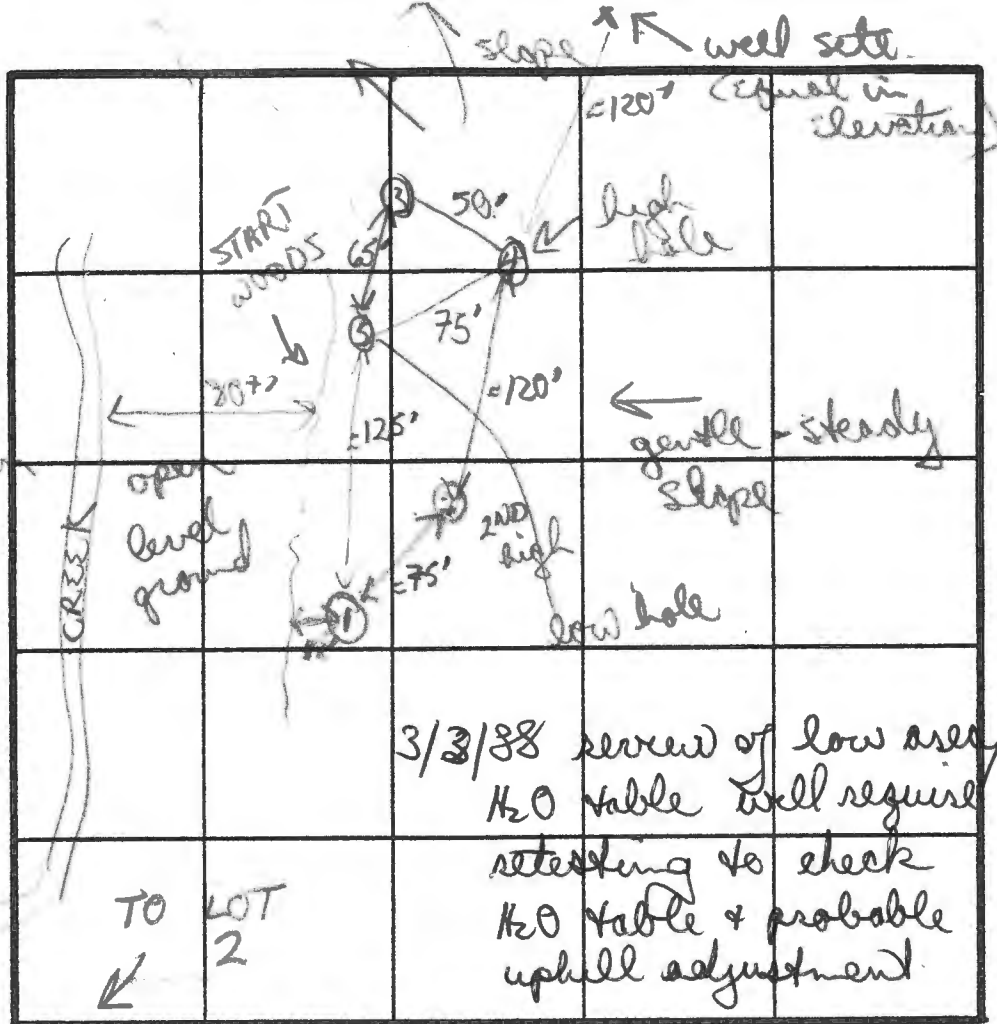 slope
well site
(equal in
elevation)
≈120'
START
WOODS
3
50'
high
hole
65'
4
5
75'
≈120'
≈125'
gentle - steady
slope
open
level
ground
CREEK
2ND
high
≈75'
1
low hole
3/3/88 review of low area,
H2O table will require
retesting to check
H2O table + probable
uphill adjustment
TO LOT
2